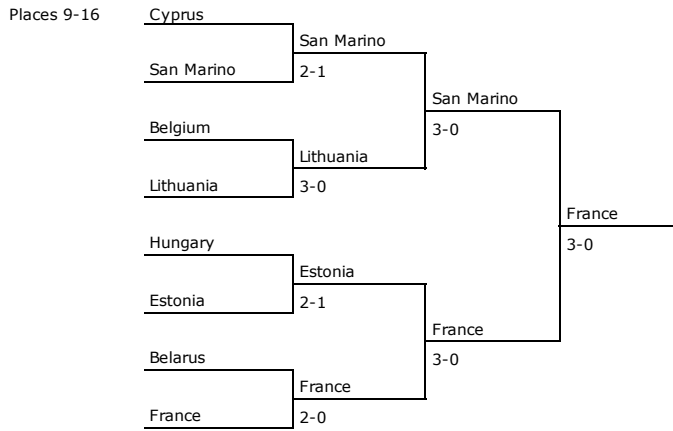 Places 9-16
Cyprus
San Marino
San Marino
2-1
San Marino
3-0
Belgium
Lithuania
Lithuania
3-0
France
3-0
Hungary
Estonia
Estonia
2-1
France
3-0
Belarus
France
France
2-0